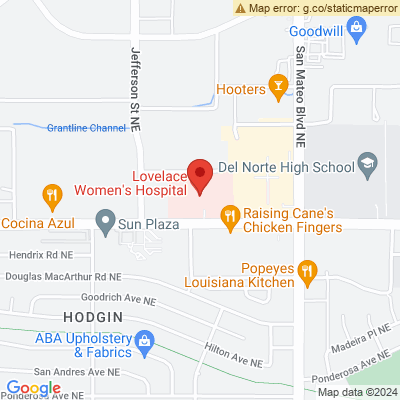 Map error: g.co/staticmaperror
Goodwill
Jefferson St NE
San Mateo Blvd NE
Hooters
Grantline Channel
Del Norte High School
Lovelace
Women's Hospital
Raising Cane's
Chicken Fingers
Cocina Azul
Sun Plaza
Hendrix Rd NE
Popeyes
Louisiana Kitchen
Douglas MacArthur Rd NE
Goodrich Ave NE
HODGIN
ABA Upholstery
& Fabrics
Hilton Ave NE
Madeira Pl NE
San Andres Ave NE
Ponderosa Ave NE
Ponderosa Ave NE
Google
Map data ©2024